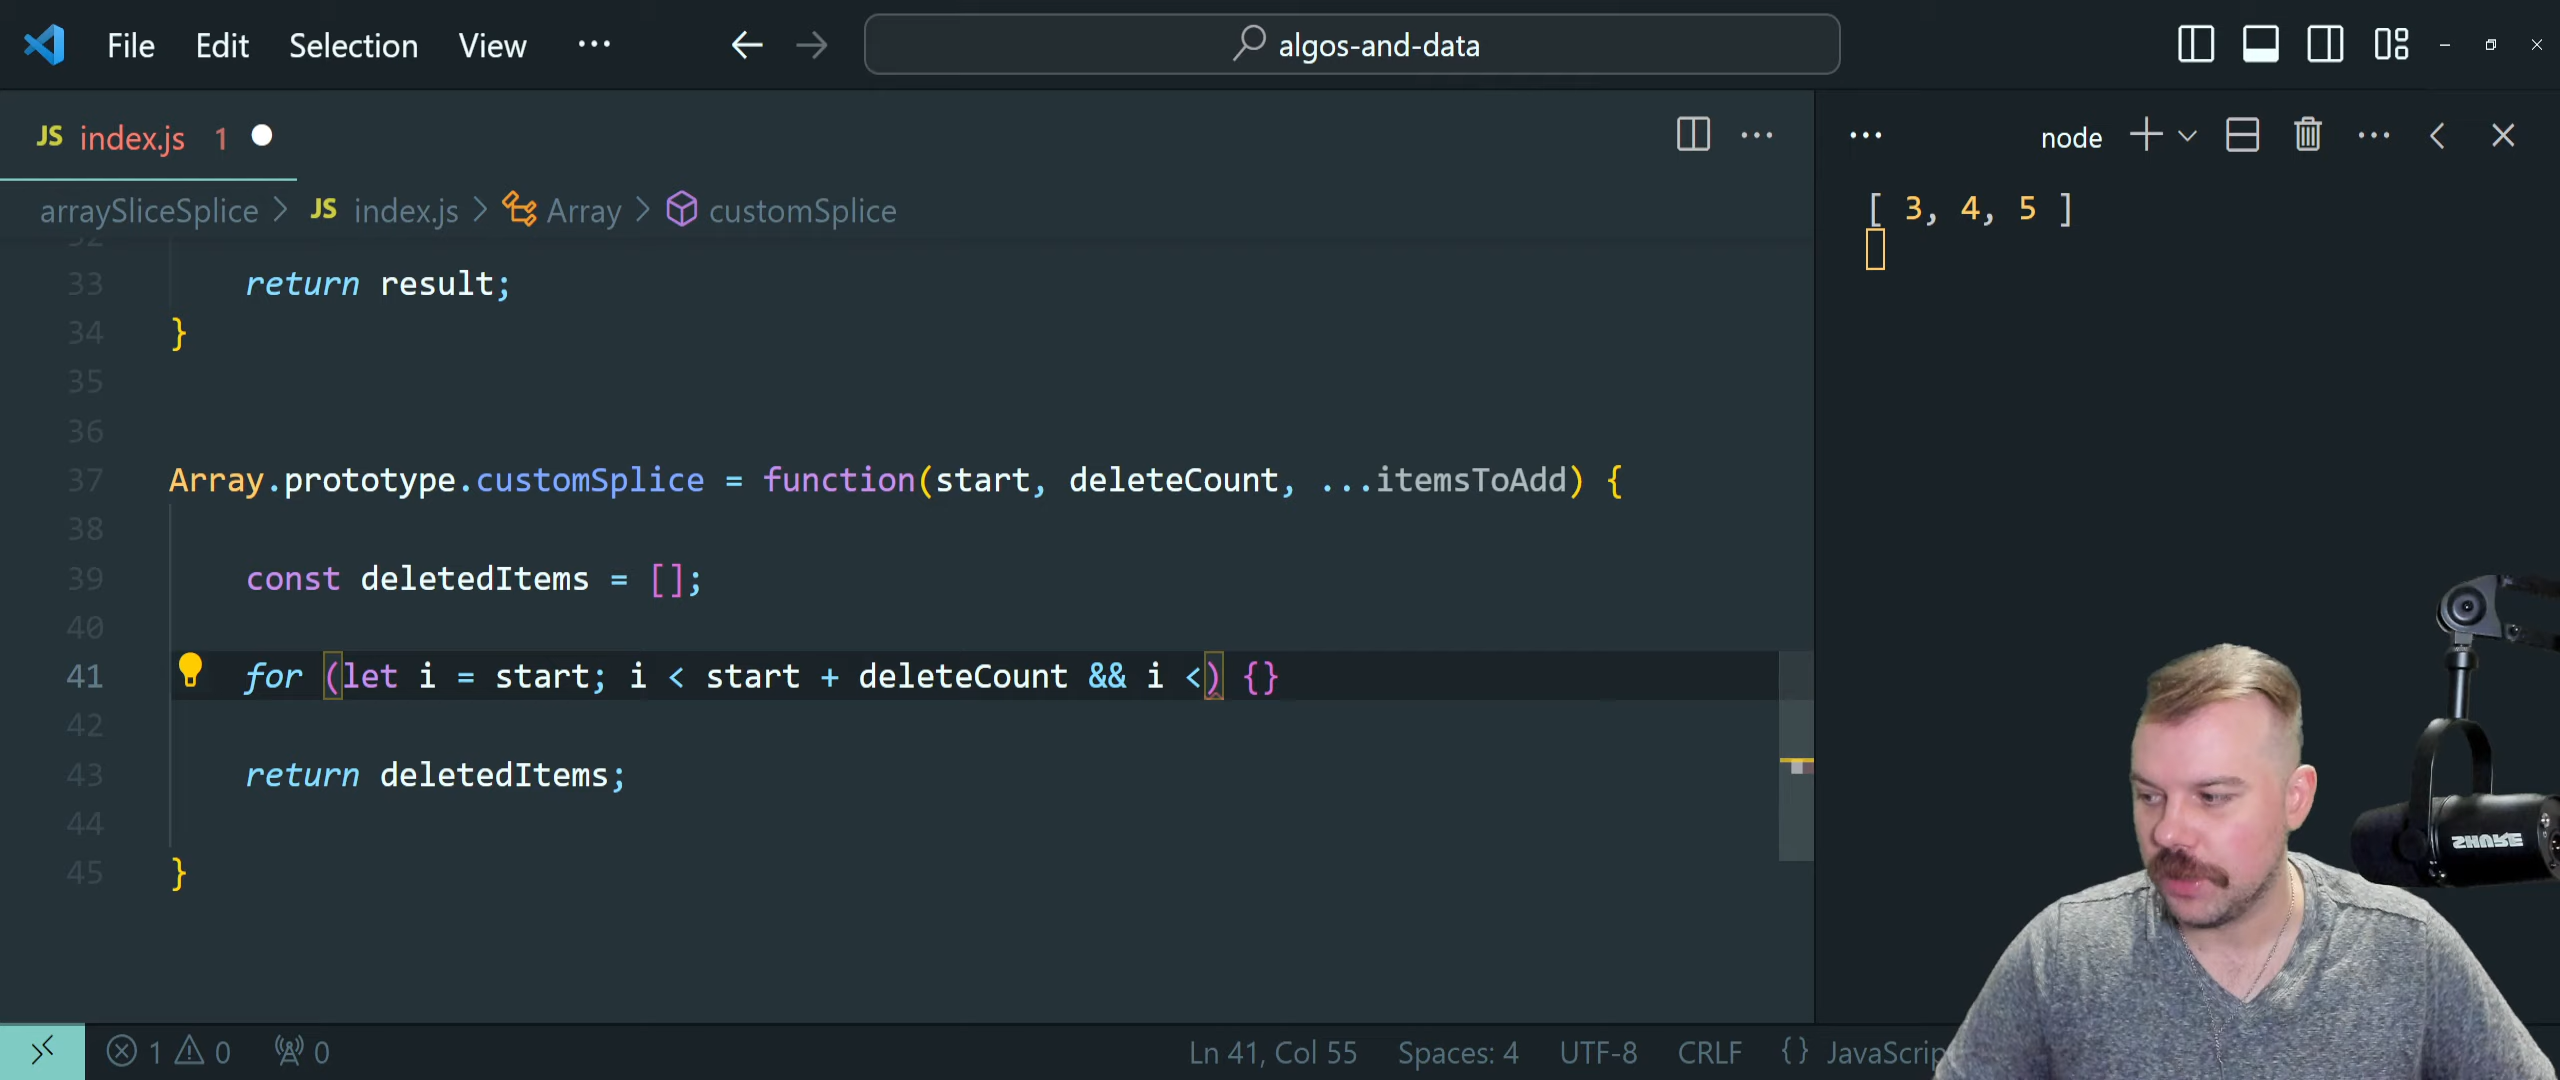 File Edit Selection View ··· algos-and-data
JS index.js 1
node
arraySliceSplice > JS index.js > Array > customSplice
[ 3, 4, 5 ]
32
33 return result;
34 }
35
36
37 Array.prototype.customSplice = function(start, deleteCount, ...itemsToAdd) {
38
39 const deletedItems = [];
40
41 for (let i = start; i < start + deleteCount && i <) {}
42
43 return deletedItems;
44
45 }
SHURE
1 0 0 Ln 41, Col 55 Spaces: 4 UTF-8 CRLF {}